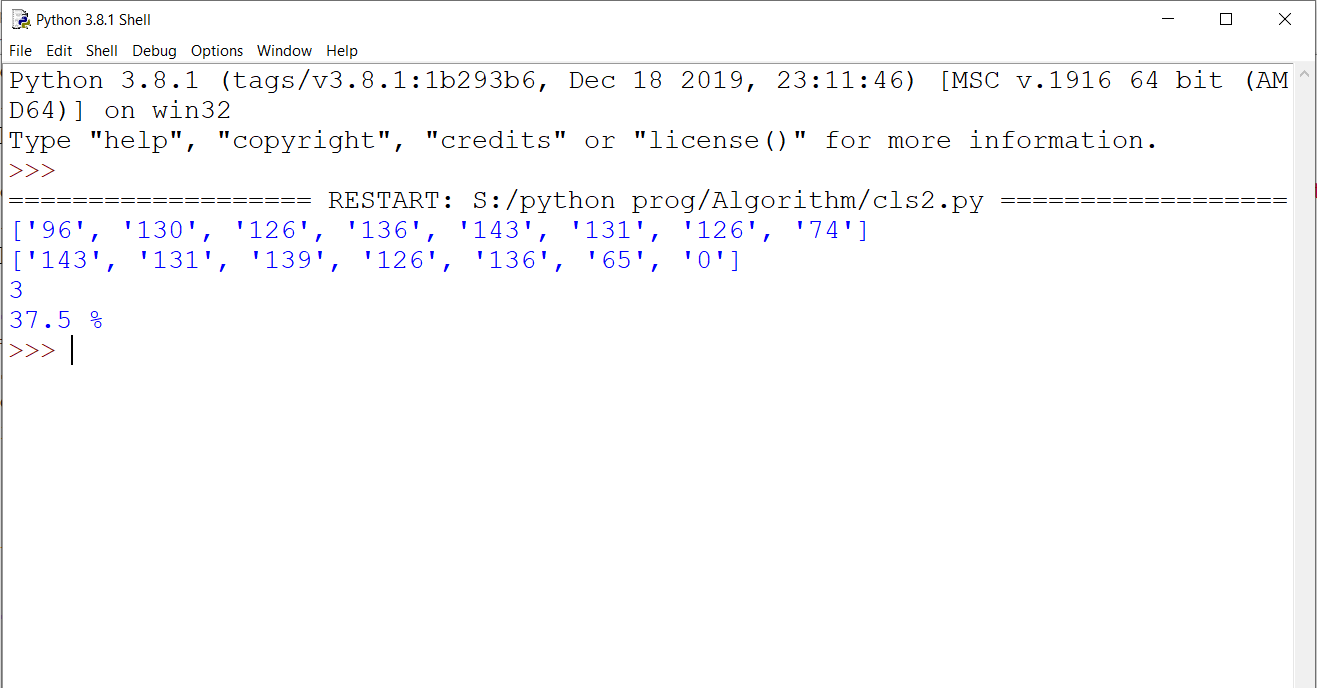 Python 3.8.1 Shell
File Edit Shell Debug Options Window Help
Python 3.8.1 (tags/v3.8.1:1b293b6, Dec 18 2019, 23:11:46) [MSC v.1916 64 bit (AM
D64)] on win32
Type "help", "copyright", "credits" or "license()" for more information.
>>>
=================== RESTART: S:/python prog/Algorithm/cls2.py ==================
['96', '130', '126', '136', '143', '131', '126', '74']
['143', '131', '139', '126', '136', '65', '0']
3
37.5 %
>>>